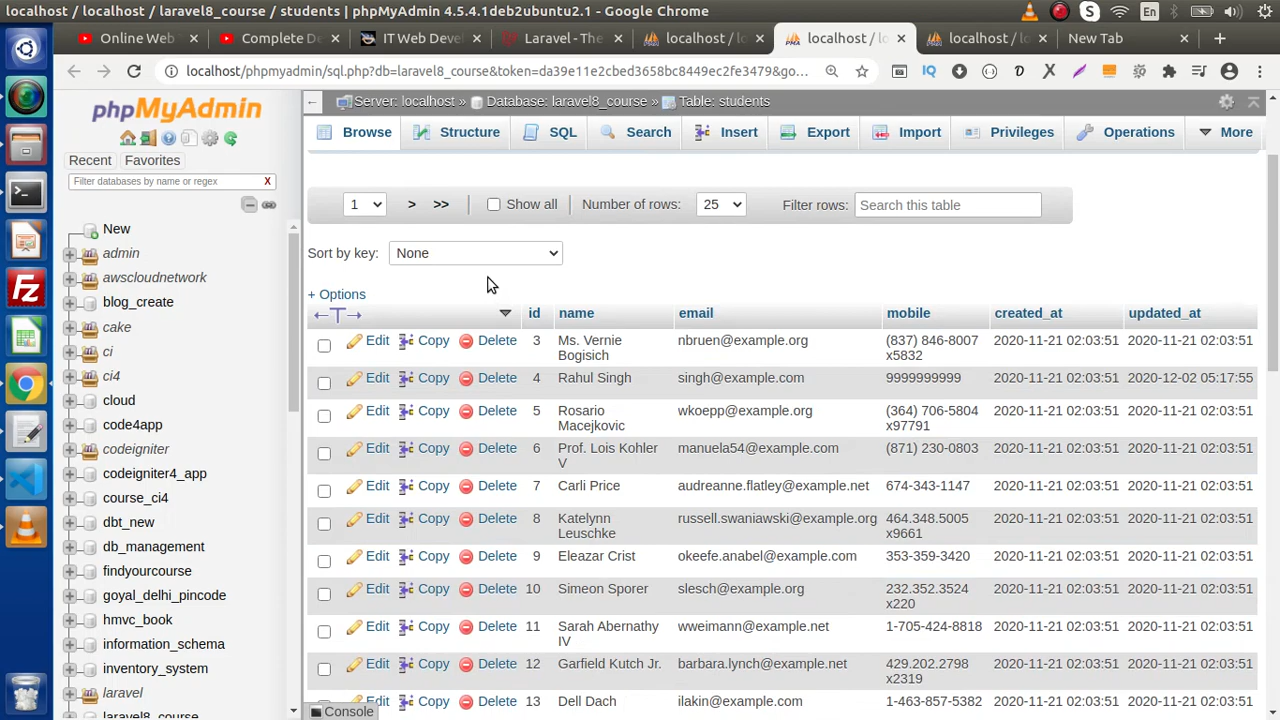 localhost / localhost / laravel8_course / students | phpMyAdmin 4.5.4.1deb2ubuntu2.1 - Google Chrome
En
Online Web
Complete De
IT Web Devel
Laravel - The
localhost / lo
localhost / lo
localhost / lo
New Tab
localhost/phpmyadmin/sql.php?db=laravel8_course&token=da39e11e2cbed3658bc8449ec2fe3479&go...
IQ
phpMyAdmin
Recent Favorites
Filter databases by name or regex X
New
admin
awscloudnetwork
blog_create
cake
ci
ci4
cloud
code4app
codeigniter
codeigniter4_app
course_ci4
dbt_new
db_management
findyourcource
goyal_delhi_pincode
hmvc_book
information_schema
inventory_system
laravel
laravel8_course
Server: localhost » Database: laravel8_course » Table: students
Browse Structure SQL Search Insert Export Import Privileges Operations More
1 > >> Show all Number of rows: 25 Filter rows: Search this table
Sort by key: None
+ Options
←T→ id name email mobile created_at updated_at
Edit Copy Delete 3 Ms. Vernie Bogisich nbruen@example.org (837) 846-8007 x5832 2020-11-21 02:03:51 2020-11-21 02:03:51
Edit Copy Delete 4 Rahul Singh singh@example.com 9999999999 2020-11-21 02:03:51 2020-12-02 05:17:55
Edit Copy Delete 5 Rosario Macejkovic wkoepp@example.org (364) 706-5804 x97791 2020-11-21 02:03:51 2020-11-21 02:03:51
Edit Copy Delete 6 Prof. Lois Kohler V manuela54@example.com (871) 230-0803 2020-11-21 02:03:51 2020-11-21 02:03:51
Edit Copy Delete 7 Carli Price audreanne.flatley@example.net 674-343-1147 2020-11-21 02:03:51 2020-11-21 02:03:51
Edit Copy Delete 8 Katelynn Leuschke russell.swaniawski@example.org 464.348.5005 x9661 2020-11-21 02:03:51 2020-11-21 02:03:51
Edit Copy Delete 9 Eleazar Crist okeefe.anabel@example.com 353-359-3420 2020-11-21 02:03:51 2020-11-21 02:03:51
Edit Copy Delete 10 Simeon Sporer slesch@example.org 232.352.3524 x220 2020-11-21 02:03:51 2020-11-21 02:03:51
Edit Copy Delete 11 Sarah Abernathy IV wweimann@example.net 1-705-424-8818 2020-11-21 02:03:51 2020-11-21 02:03:51
Edit Copy Delete 12 Garfield Kutch Jr. barbara.lynch@example.net 429.202.2798 x2319 2020-11-21 02:03:51 2020-11-21 02:03:51
Edit Copy Delete 13 Dell Dach ilakin@example.com 1-463-857-5382 2020-11-21 02:03:51 2020-11-21 02:03:51
Console